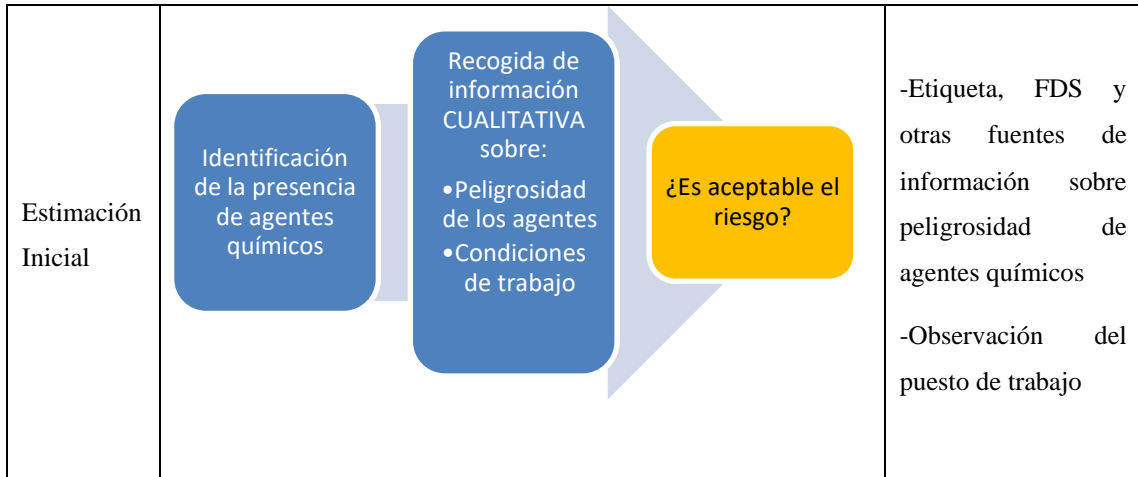 Estimación
Inicial
Identificación
de la presencia
de agentes
químicos
Recogida de
información
CUALITATIVA
sobre:
•Peligrosidad
de los agentes
•Condiciones
de trabajo
¿Es aceptable el
riesgo?
-Etiqueta, FDS y
otras fuentes de
información sobre
peligrosidad de
agentes químicos
-Observación del
puesto de trabajo